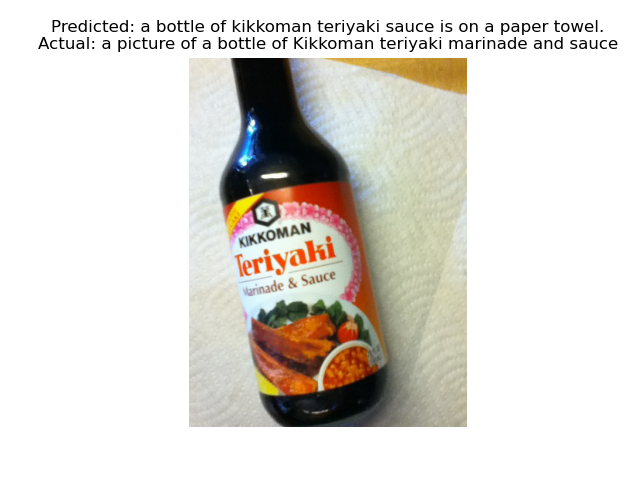 Predicted: a bottle of kikkoman teriyaki sauce is on a paper towel.
Actual: a picture of a bottle of Kikkoman teriyaki marinade and sauce
KIKKOMAN
Teriyaki
Marinade & Sauce